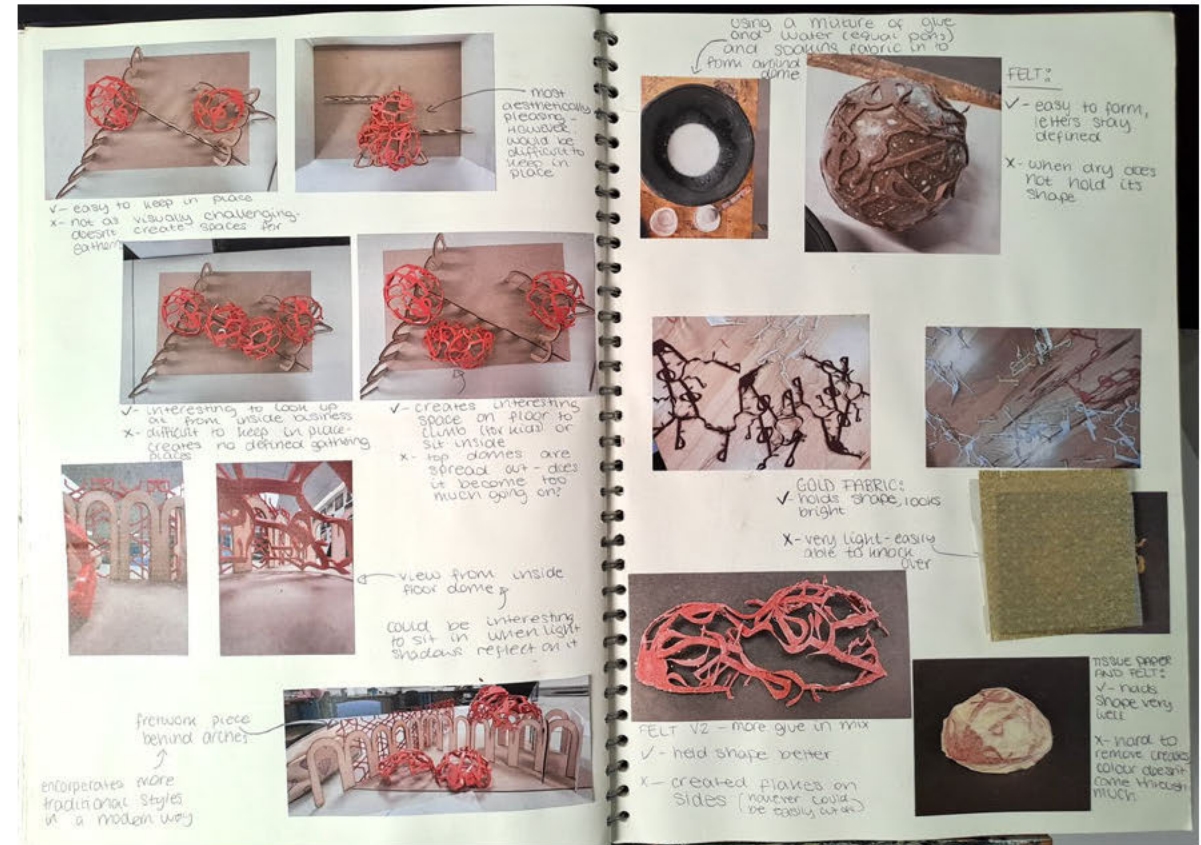 most
aesthetically
pleasing -
However,
would be
difficult to
keep in
place
✓- easy to keep in place
x- not as visually challenging-
doesnt create spaces for
✓- interesting to look up
at from inside business
x- difficult to keep in place-
creates no defined gathering
places
✓- creates interesting
space on floor to
climb (for kids) or
sit inside
x- top domes are
spread out - does
it become too
much going on?
view from inside
floor dome
could be interesting
to sit in when light
shadows reflect on it
fretwork piece
behind arches
encorperates more
traditional styles
in a modern way
using a mixture of glue
and water (equal parts)
and soaking fabric in to
form around
dome
FELT:
✓- easy to form,
letters stay
defined
x- when dry does
not hold its
shape
GOLD FABRIC:
✓- holds shape, looks
bright
x- very light - easily
able to knock
over
FELT V2 - more glue in mix
✓- held shape better
x- created flakes on
sides (however could
be easily cut off)
TISSUE PAPER
AND FELT:
✓- holds
shape very
well
x- hard to
remove creases
colour doesn't
come through
much